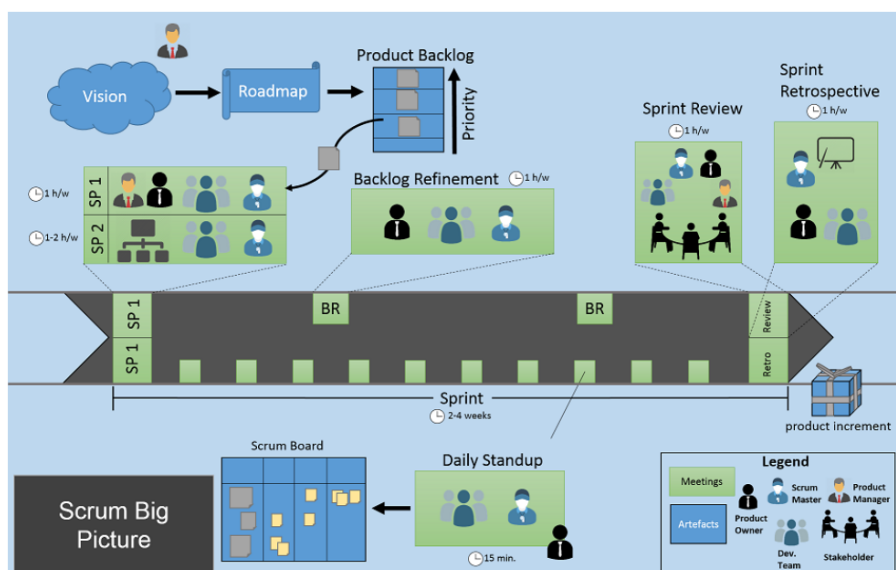 Vision
Roadmap
Product Backlog
Priority
Sprint Review
1 h/w
Sprint
Retrospective
1 h/w
1 h/w
SP 1
1-2 h/w
SP 2
Backlog Refinement
1 h/w
SP 1
SP 1
BR
BR
Review
Retro
Sprint
2-4 weeks
product increment
Scrum Big
Picture
Scrum Board
Daily Standup
15 min.
Legend
Meetings
Artefacts
Product
Owner
Scrum
Master
Product
Manager
Dev.
Team
Stakeholder